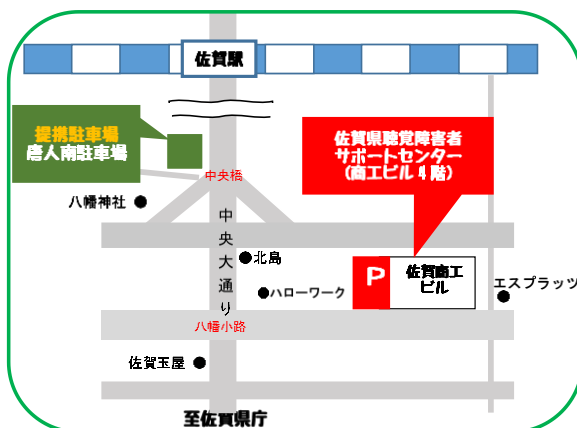 佐賀駅
提携駐車場
唐人南駐車場
佐賀県聴覚障害者
サポートセンター
(商工ビル4階)
中央橋
八幡神社
中央大通り
北島
ハローワーク
P
佐賀商工
ビル
エスプラッツ
八幡小路
佐賀玉屋
至佐賀県庁